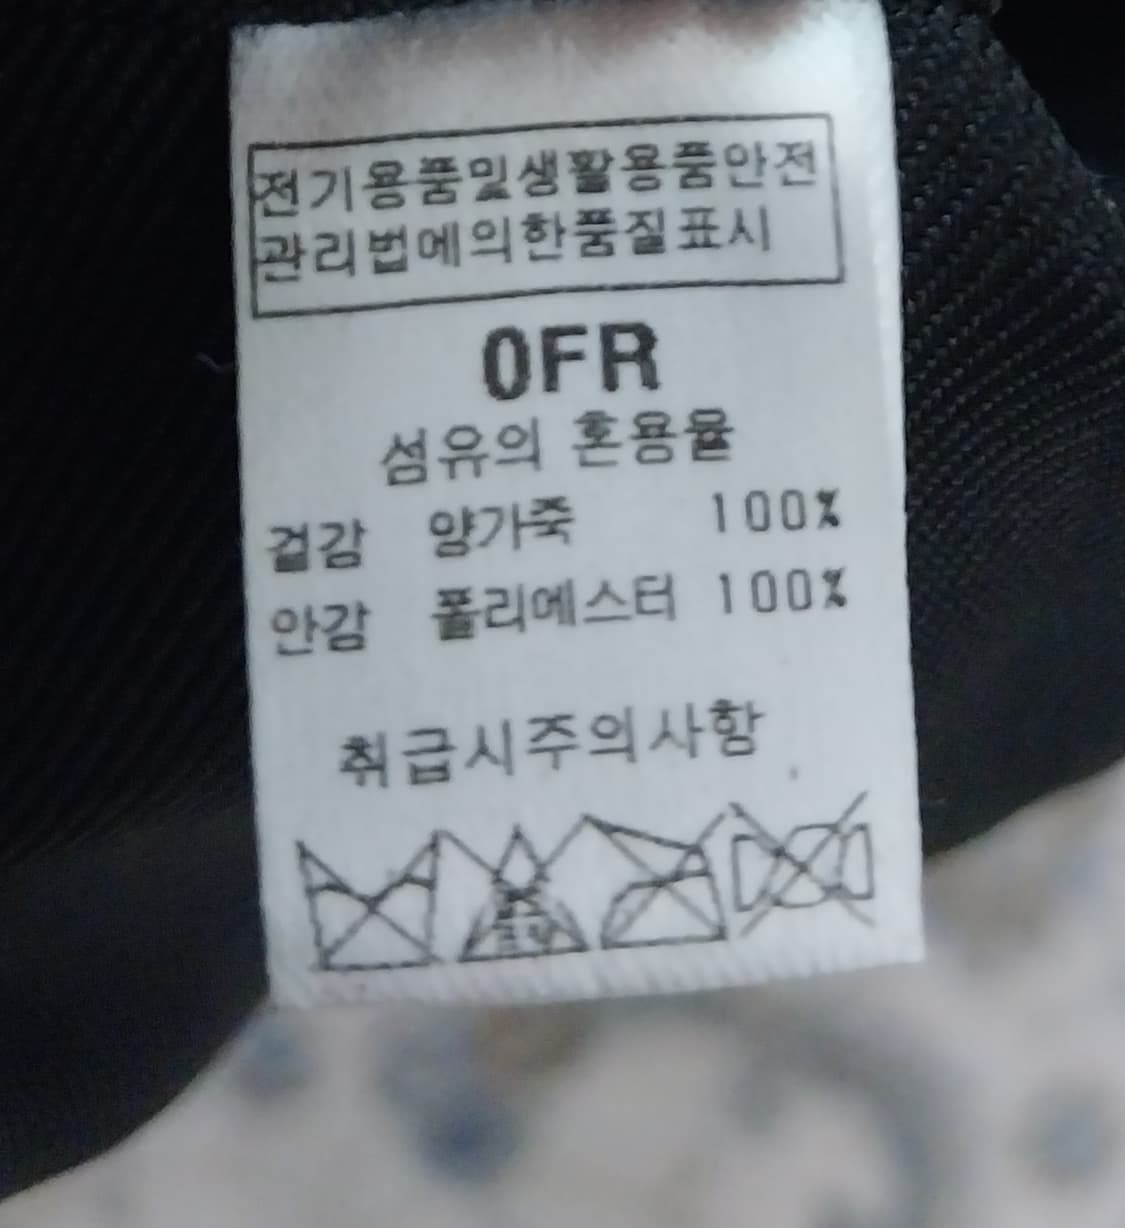 전기용품및생활용품안전
관리법에의한품질표시
0FR
섬유의 혼용율
겉감 양가죽 100%
안감 폴리에스터 100%
취급시주의사항